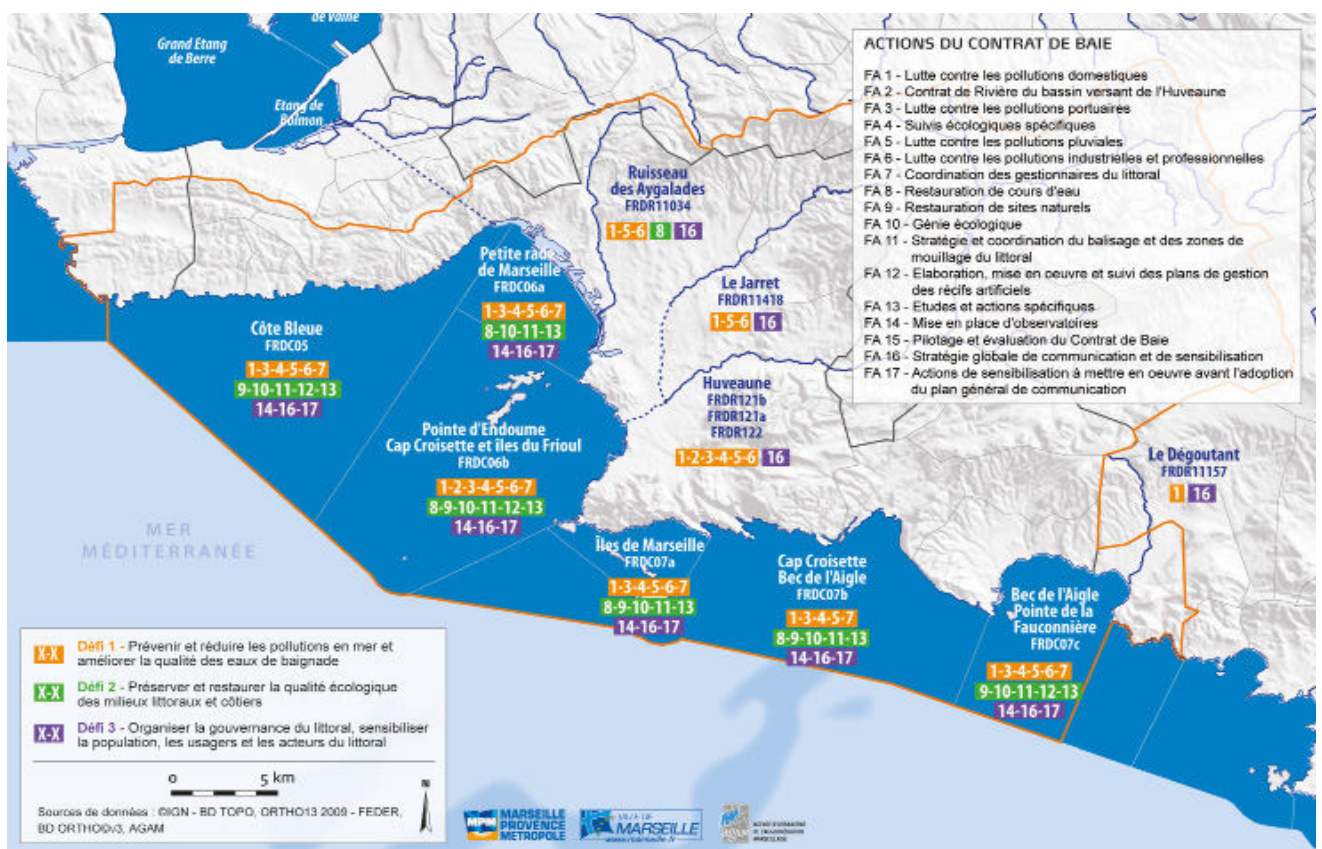 de Vaïne
Grand Etang
de Berre
Etang de
Bolmon
ACTIONS DU CONTRAT DE BAIE
FA 1 - Lutte contre les pollutions domestiques
FA 2 - Contrat de Rivière du bassin versant de l'Huveaune
FA 3 - Lutte contre les pollutions portuaires
FA 4 - Suivis écologiques spécifiques
FA 5 - Lutte contre les pollutions pluviales
FA 6 - Lutte contre les pollutions industrielles et professionnelles
FA 7 - Coordination des gestionnaires du littoral
FA 8 - Restauration de cours d'eau
FA 9 - Restauration de sites naturels
FA 10 - Génie écologique
FA 11 - Stratégie et coordination du balisage et des zones de
mouillage du littoral
FA 12 - Elaboration, mise en oeuvre et suivi des plans de gestion
des récifs artificiels
FA 13 - Etudes et actions spécifiques
FA 14 - Mise en place d'observatoires
FA 15 - Pilotage et évaluation du Contrat de Baie
FA 16 - Stratégie globale de communication et de sensibilisation
FA 17 - Actions de sensibilisation à mettre en oeuvre avant l'adoption
du plan général de communication
Ruisseau
des Aygalades
FRDR11034
1-5-6 8 16
Petite rade
de Marseille
FRDC06a
1-3-4-5-6-7
8-10-11-13
14-16-17
Le Jarret
FRDR11418
1-5-6 16
Côte Bleue
FRDC05
1-3-4-5-6-7
9-10-11-12-13
14-16-17
Huveaune
FRDR121b
FRDR121a
FRDR122
1-2-3-4-5-6 16
Pointe d'Endoume
Cap Croisette et îles du Frioul
FRDC06b
1-2-3-4-5-6-7
8-9-10-11-12-13
14-16-17
Le Dégoutant
FRDR11157
1 16
MER
MÉDITERRANÉE
Îles de Marseille
FRDC07a
1-3-4-5-6-7
8-9-10-11-13
14-16-17
Cap Croisette
Bec de l'Aigle
FRDC07b
1-3-4-5-7
8-9-10-11-13
14-16-17
Bec de l'Aigle
Pointe de la
Fauconnière
FRDC07c
1-3-4-5-6-7
9-10-11-12-13
14-16-17
X-X Défi 1 - Prévenir et réduire les pollutions en mer et
améliorer la qualité des eaux de baignade
X-X Défi 2 - Préserver et restaurer la qualité écologique
des milieux littoraux et côtiers
X-X Défi 3 - Organiser la gouvernance du littoral, sensibiliser
la population, les usagers et les acteurs du littoral
0 5 km
N
Sources de données : ©IGN - BD TOPO, ORTHO13 2009 - FEDER,
BD ORTHO©v3, AGAM
MPM MARSEILLE
PROVENCE
METROPOLE
VILLE DE
MARSEILLE
AGAM